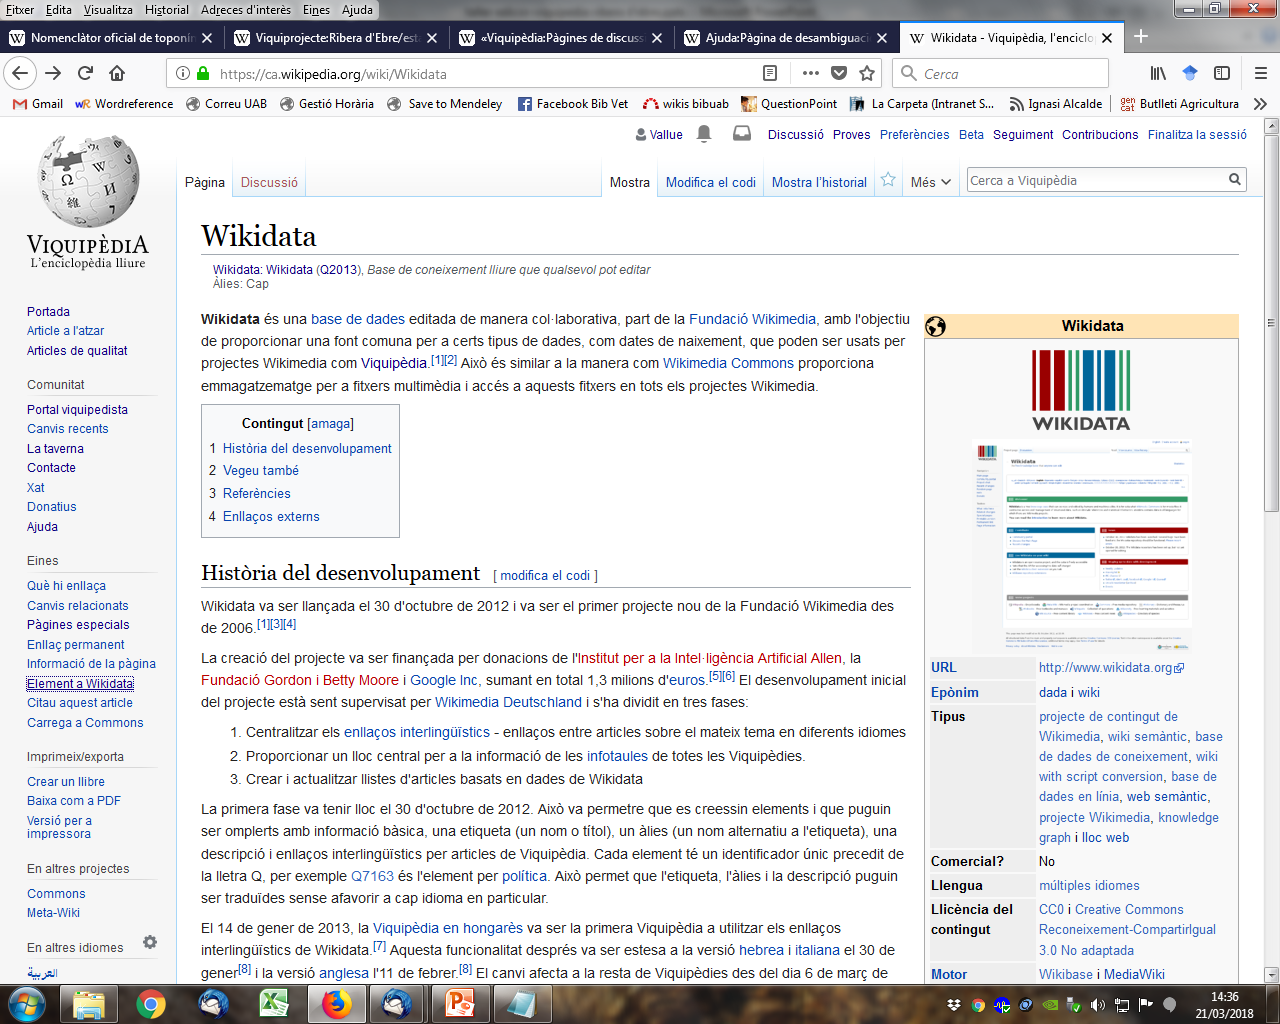 Fitxer Edita Visualitza Historial Adreces d'interès Eines Ajuda
Nomenclàtor oficial de toponím
Viquiprojecte:Ribera d'Ebre/est
«Viquipèdia:Pàgines de discuss
Ajuda:Pàgina de desambiguaci
Wikidata - Viquipèdia, l'enciclo
https://ca.wikipedia.org/wiki/Wikidata
Cerca
Gmail
Wordreference
Correu UAB
Gestió Horària
Save to Mendeley
Facebook Bib Vet
wikis bibuab
QuestionPoint
La Carpeta (Intranet S...
Ignasi Alcalde
Butlletí Agricultura
Vallue Discussió Proves Preferències Beta Seguiment Contribucions Finalitza la sessió
VIQUIPÈDIA
L'enciclopèdia lliure
Pàgina Discussió Mostra Modifica el codi Mostra l'historial Més Cerca a Viquipèdia
Portada
Article a l'atzar
Articles de qualitat
Comunitat
Portal viquipedista
Canvis recents
La taverna
Contacte
Xat
Donatius
Ajuda
Eines
Què hi enllaça
Canvis relacionats
Pàgines especials
Enllaç permanent
Informació de la pàgina
Element a Wikidata
Citau aquest article
Carrega a Commons
Imprimeix/exporta
Crear un llibre
Baixa com a PDF
Versió per a
impressora
En altres projectes
Commons
Meta-Wiki
En altres idiomes
العربية
Wikidata
Wikidata: Wikidata (Q2013), Base de coneixement lliure que qualsevol pot editar
Àlies: Cap
Wikidata és una base de dades editada de manera col·laborativa, part de la Fundació Wikimedia, amb l'objectiu
de proporcionar una font comuna per a certs tipus de dades, com dates de naixement, que poden ser usats per
projectes Wikimedia com Viquipèdia.[1][2] Això és similar a la manera com Wikimedia Commons proporciona
emmagatzematge per a fitxers multimèdia i accés a aquests fitxers en tots els projectes Wikimedia.
Contingut [amaga]
1 Història del desenvolupament
2 Vegeu també
3 Referències
4 Enllaços externs
Història del desenvolupament [ modifica el codi ]
Wikidata va ser llançada el 30 d'octubre de 2012 i va ser el primer projecte nou de la Fundació Wikimedia des
de 2006.[1][3][4]
La creació del projecte va ser finançada per donacions de l'Institut per a la Intel·ligència Artificial Allen, la
Fundació Gordon i Betty Moore i Google Inc, sumant en total 1,3 milions d'euros.[5][6] El desenvolupament inicial
del projecte està sent supervisat per Wikimedia Deutschland i s'ha dividit en tres fases:
1. Centralitzar els enllaços interlingüístics - enllaços entre articles sobre el mateix tema en diferents idiomes
2. Proporcionar un lloc central per a la informació de les infotaules de totes les Viquipèdies.
3. Crear i actualitzar llistes d'articles basats en dades de Wikidata
La primera fase va tenir lloc el 30 d'octubre de 2012. Això va permetre que es creessin elements i que puguin
ser omplerts amb informació bàsica, una etiqueta (un nom o títol), un àlies (un nom alternatiu a l'etiqueta), una
descripció i enllaços interlingüístics per articles de Viquipèdia. Cada element té un identificador únic precedit de
la lletra Q, per exemple Q7163 és l'element per política. Això permet que l'etiqueta, l'àlies i la descripció puguin
ser traduïdes sense afavorir a cap idioma en particular.
El 14 de gener de 2013, la Viquipèdia en hongarès va ser la primera Viquipèdia a utilitzar els enllaços
interlingüístics de Wikidata.[7] Aquesta funcionalitat després va ser estesa a la versió hebrea i italiana el 30 de
gener[8] i la versió anglesa l'11 de febrer.[8] El canvi afecta a la resta de Viquipèdies des del dia 6 de març de
Wikidata
WIKIDATA
URL http://www.wikidata.org
Epònim dada i wiki
Tipus projecte de contingut de
Wikimedia, wiki semàntic, base
de dades de coneixement, wiki
with script conversion, base de
dades en línia, web semàntic,
projecte Wikimedia, knowledge
graph i lloc web
Comercial? No
Llengua múltiples idiomes
Llicència del CC0 i Creative Commons
contingut Reconeixement-CompartirIgual
3.0 No adaptada
Motor Wikibase i MediaWiki
14:36
21/03/2018